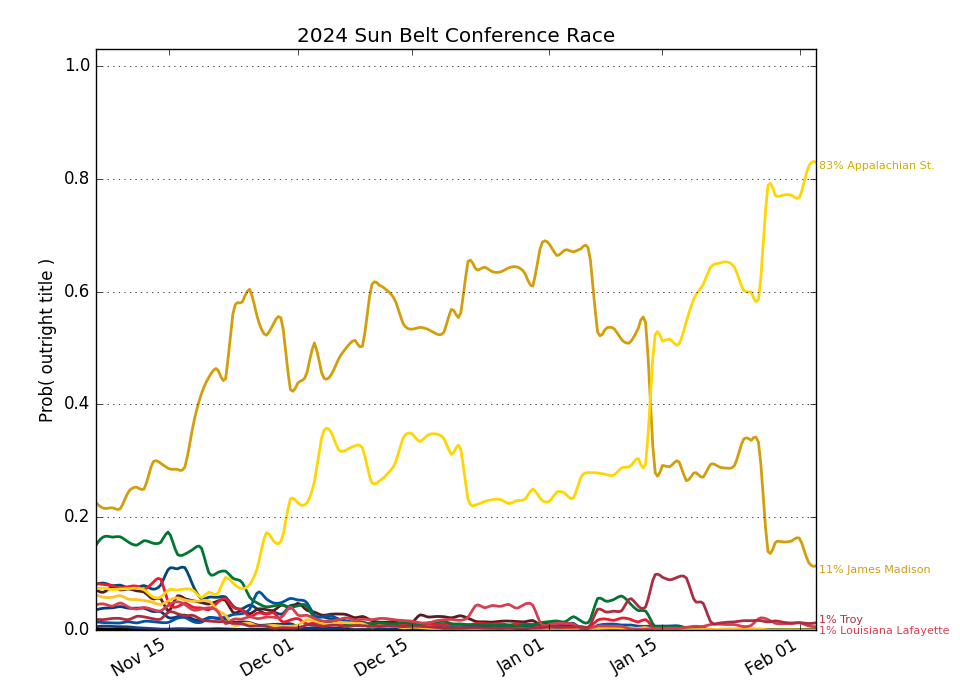 2024 Sun Belt Conference Race
Prob( outright title )
1.0
0.8
0.6
0.4
0.2
0.0
Nov 15
Dec 01
Dec 15
Jan 01
Jan 15
Feb 01
83% Appalachian St.
11% James Madison
1% Troy
1% Louisiana Lafayette